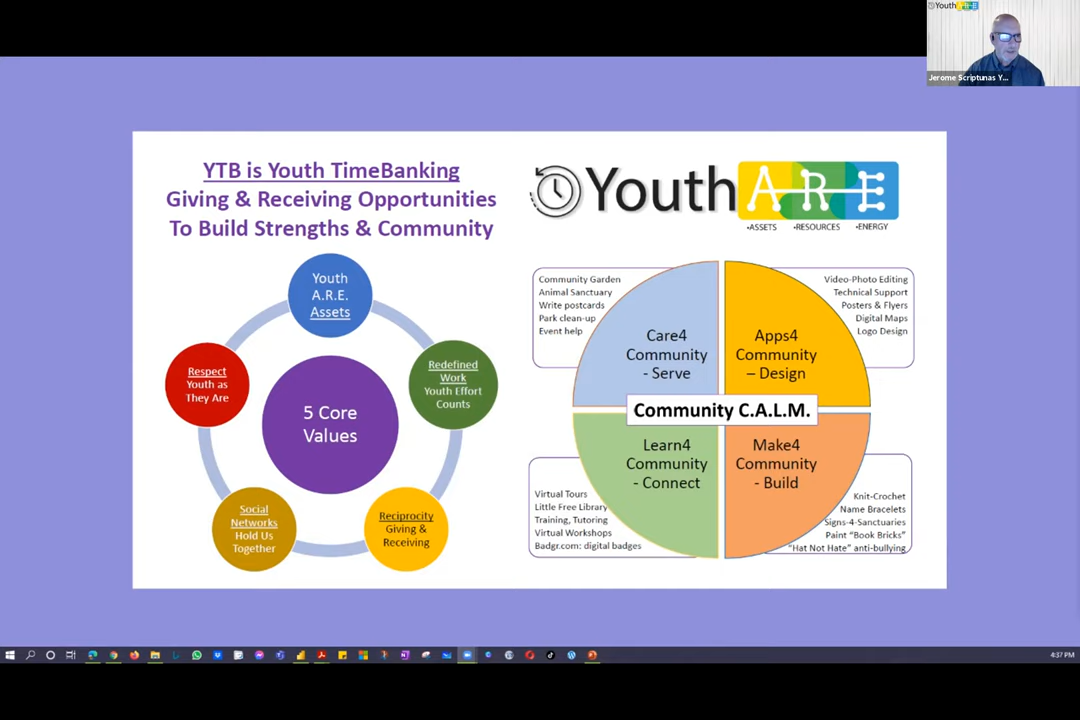 YouthARE
Jerome Scriptunas Y...
YTB is Youth TimeBanking
Giving & Receiving Opportunities
To Build Strengths & Community
Youth
A.R.E.
Assets
Redefined
Work
Youth Effort
Counts
Reciprocity
Giving &
Receiving
Social
Networks
Hold Us
Together
Respect
Youth as
They Are
5 Core
Values
YouthARE
•ASSETS •RESOURCES •ENERGY
Community Garden
Animal Sanctuary
Write postcards
Park clean-up
Event help
Care4
Community
- Serve
Apps4
Community
– Design
Video-Photo Editing
Technical Support
Posters & Flyers
Digital Maps
Logo Design
Community C.A.L.M.
Learn4
Community
- Connect
Make4
Community
- Build
Virtual Tours
Little Free Library
Training, Tutoring
Virtual Workshops
Badgr.com: digital badges
Knit-Crochet
Name Bracelets
Signs-4-Sanctuaries
Paint “Book Bricks”
“Hat Not Hate” anti-bullying
4:37 PM